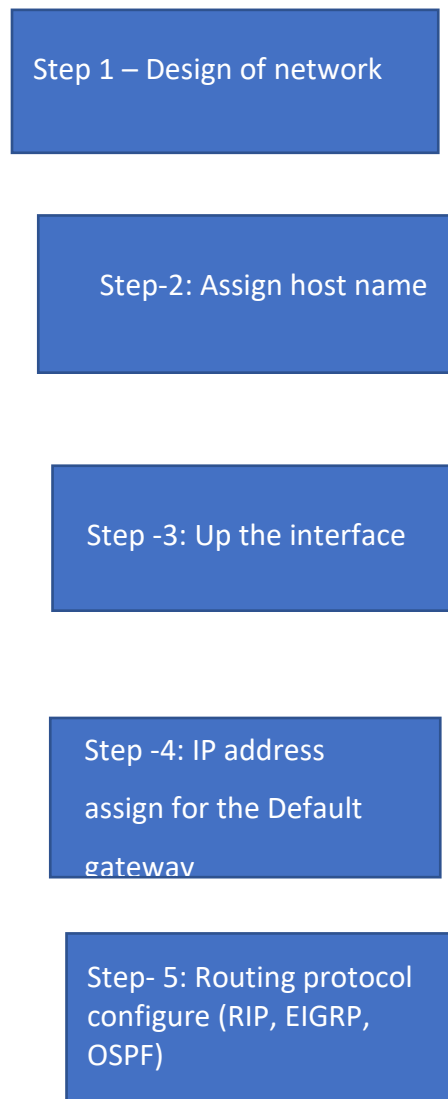 Step 1 – Design of network
Step-2: Assign host name
Step -3: Up the interface
Step -4: IP address
assign for the Default
gateway
Step- 5: Routing protocol
configure (RIP, EIGRP,
OSPF)